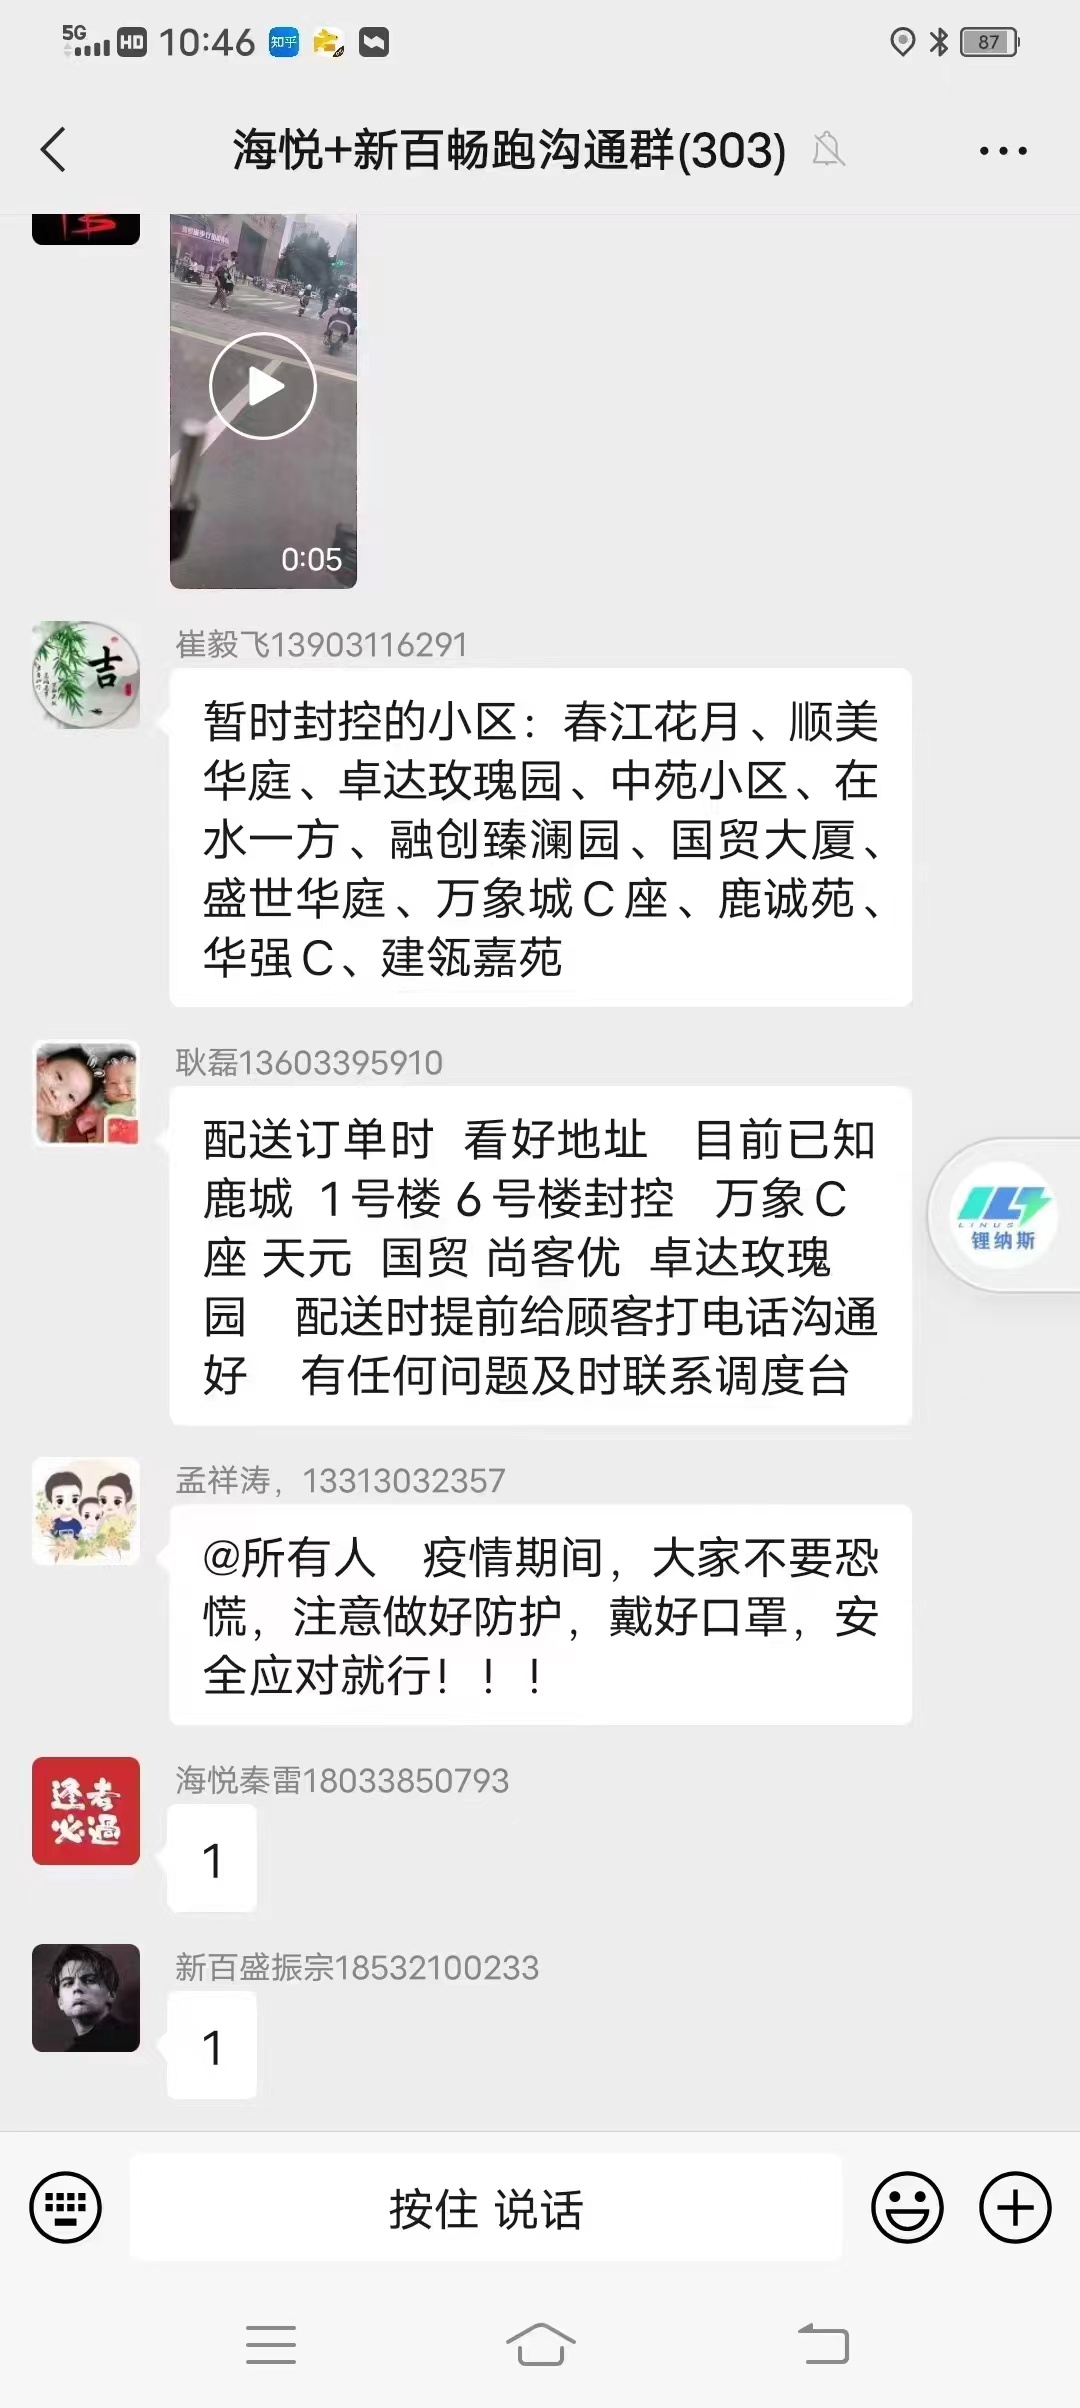 5G HD 10:46 知乎 87
海悦+新百畅跑沟通群(303)
0:05
吉
崔毅飞13903116291
暂时封控的小区：春江花月、顺美
华庭、卓达玫瑰园、中苑小区、在
水一方、融创臻澜园、国贸大厦、
盛世华庭、万象城C座、鹿诚苑、
华强C、建瓴嘉苑
耿磊13603395910
配送订单时 看好地址 目前已知
鹿城 1号楼6号楼封控 万象C
座 天元 国贸 尚客优 卓达玫瑰
园 配送时提前给顾客打电话沟通
好 有任何问题及时联系调度台
LINUS
锂纳斯
孟祥涛，13313032357
@所有人 疫情期间，大家不要恐
慌，注意做好防护，戴好口罩，安
全应对就行！！！
逢者
必过
海悦秦雷18033850793
1
新百盛振宗18532100233
1
按住 说话